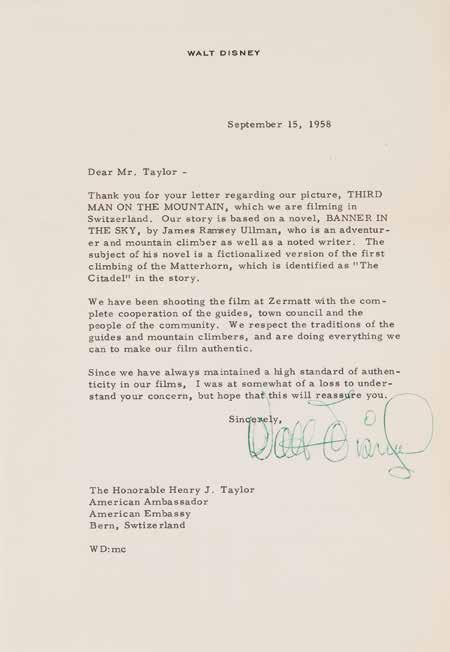 WALT DISNEY
September 15, 1958
Dear Mr. Taylor -
Thank you for your letter regarding our picture, THIRD
MAN ON THE MOUNTAIN, which we are filming in
Switzerland. Our story is based on a novel, BANNER IN
THE SKY, by James Ramsey Ullman, who is an adventur-
er and mountain climber as well as a noted writer. The
subject of his novel is a fictionalized version of the first
climbing of the Matterhorn, which is identified as "The
Citadel" in the story.
We have been shooting the film at Zermatt with the com-
plete cooperation of the guides, town council and the
people of the community. We respect the traditions of the
guides and mountain climbers, and are doing everything we
can to make our film authentic.
Since we have always maintained a high standard of authen-
ticity in our films, I was at somewhat of a loss to under-
stand your concern, but hope that this will reassure you.
Sincerely,
Walt Disney
The Honorable Henry J. Taylor
American Ambassador
American Embassy
Bern, Swtizerland
WD:mc